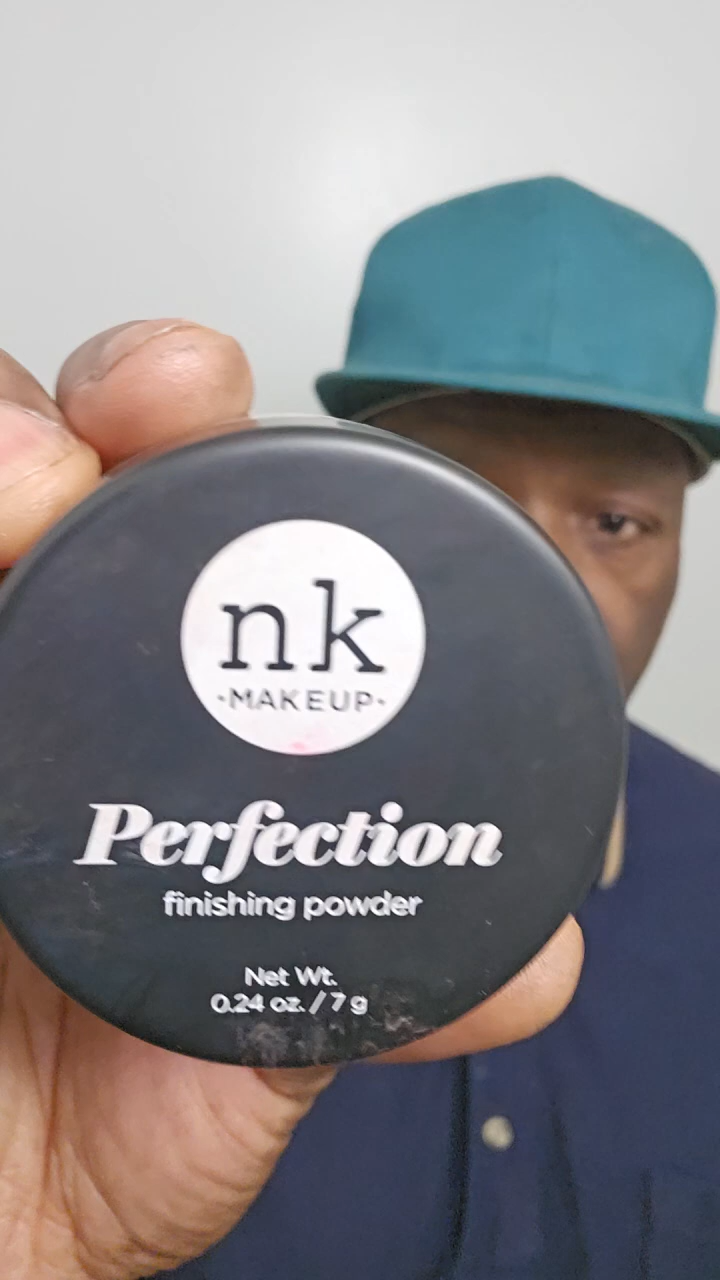 nk
·MAKEUP·
Perfection
finishing powder
Net Wt.
0.24 oz. / 7 g